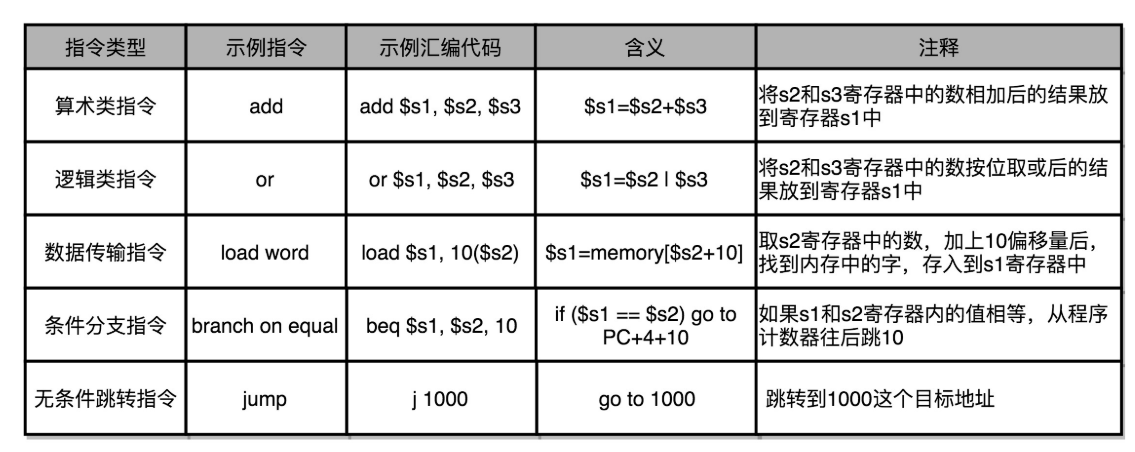 指令类型 示例指令 示例汇编代码 含义 注释
算术类指令 add add $s1, $s2, $s3 $s1=$s2+$s3 将s2和s3寄存器中的数相加后的结果放
到寄存器s1中
逻辑类指令 or or $s1, $s2, $s3 $s1=$s2 | $s3 将s2和s3寄存器中的数按位取或后的结
果放到寄存器s1中
数据传输指令 load word load $s1, 10($s2) $s1=memory[$s2+10] 取s2寄存器中的数，加上10偏移量后，
找到内存中的字，存入到s1寄存器中
条件分支指令 branch on equal beq $s1, $s2, 10 if ($s1 == $s2) go to
PC+4+10
如果s1和s2寄存器内的值相等，从程序
计数器往后跳10
无条件跳转指令 jump j 1000 go to 1000 跳转到1000这个目标地址